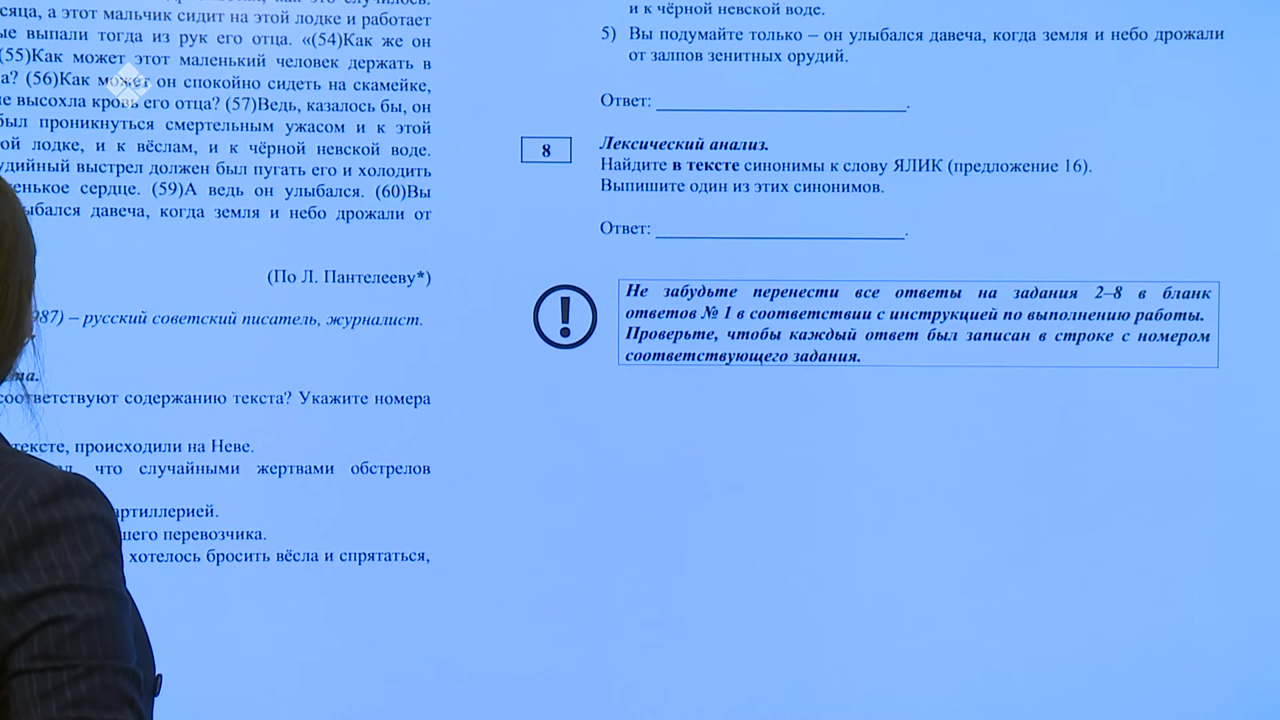 сяца, а этот мальчик сидит на этой лодке и работает
ые выпали тогда из рук его отца. «(54)Как же он
(55)Как может этот маленький человек держать в
а? (56)Как может он спокойно сидеть на скамейке,
не высохла кровь его отца? (57)Ведь, казалось бы, он
был проникнуться смертельным ужасом и к этой
ой лодке, и к вёслам, и к чёрной невской воде.
удийный выстрел должен был пугать его и холодить
енькое сердце. (59)А ведь он улыбался. (60)Вы
ыбался давеча, когда земля и небо дрожали от
(По Л. Пантелееву*)
987) – русский советский писатель, журналист.
та.
соответствуют содержанию текста? Укажите номера
тексте, происходили на Неве.
что случайными жертвами обстрелов
артиллерией.
шего перевозчика.
хотелось бросить вёсла и спрятаться,
и к чёрной невской воде.
5) Вы подумайте только – он улыбался давеча, когда земля и небо дрожали
от залпов зенитных орудий.
Ответ: ____________________.
8 Лексический анализ.
Найдите в тексте синонимы к слову ЯЛИК (предложение 16).
Выпишите один из этих синонимов.
Ответ: ____________________.
Не забудьте перенести все ответы на задания 2–8 в бланк
ответов № 1 в соответствии с инструкцией по выполнению работы.
Проверьте, чтобы каждый ответ был записан в строке с номером
соответствующего задания.